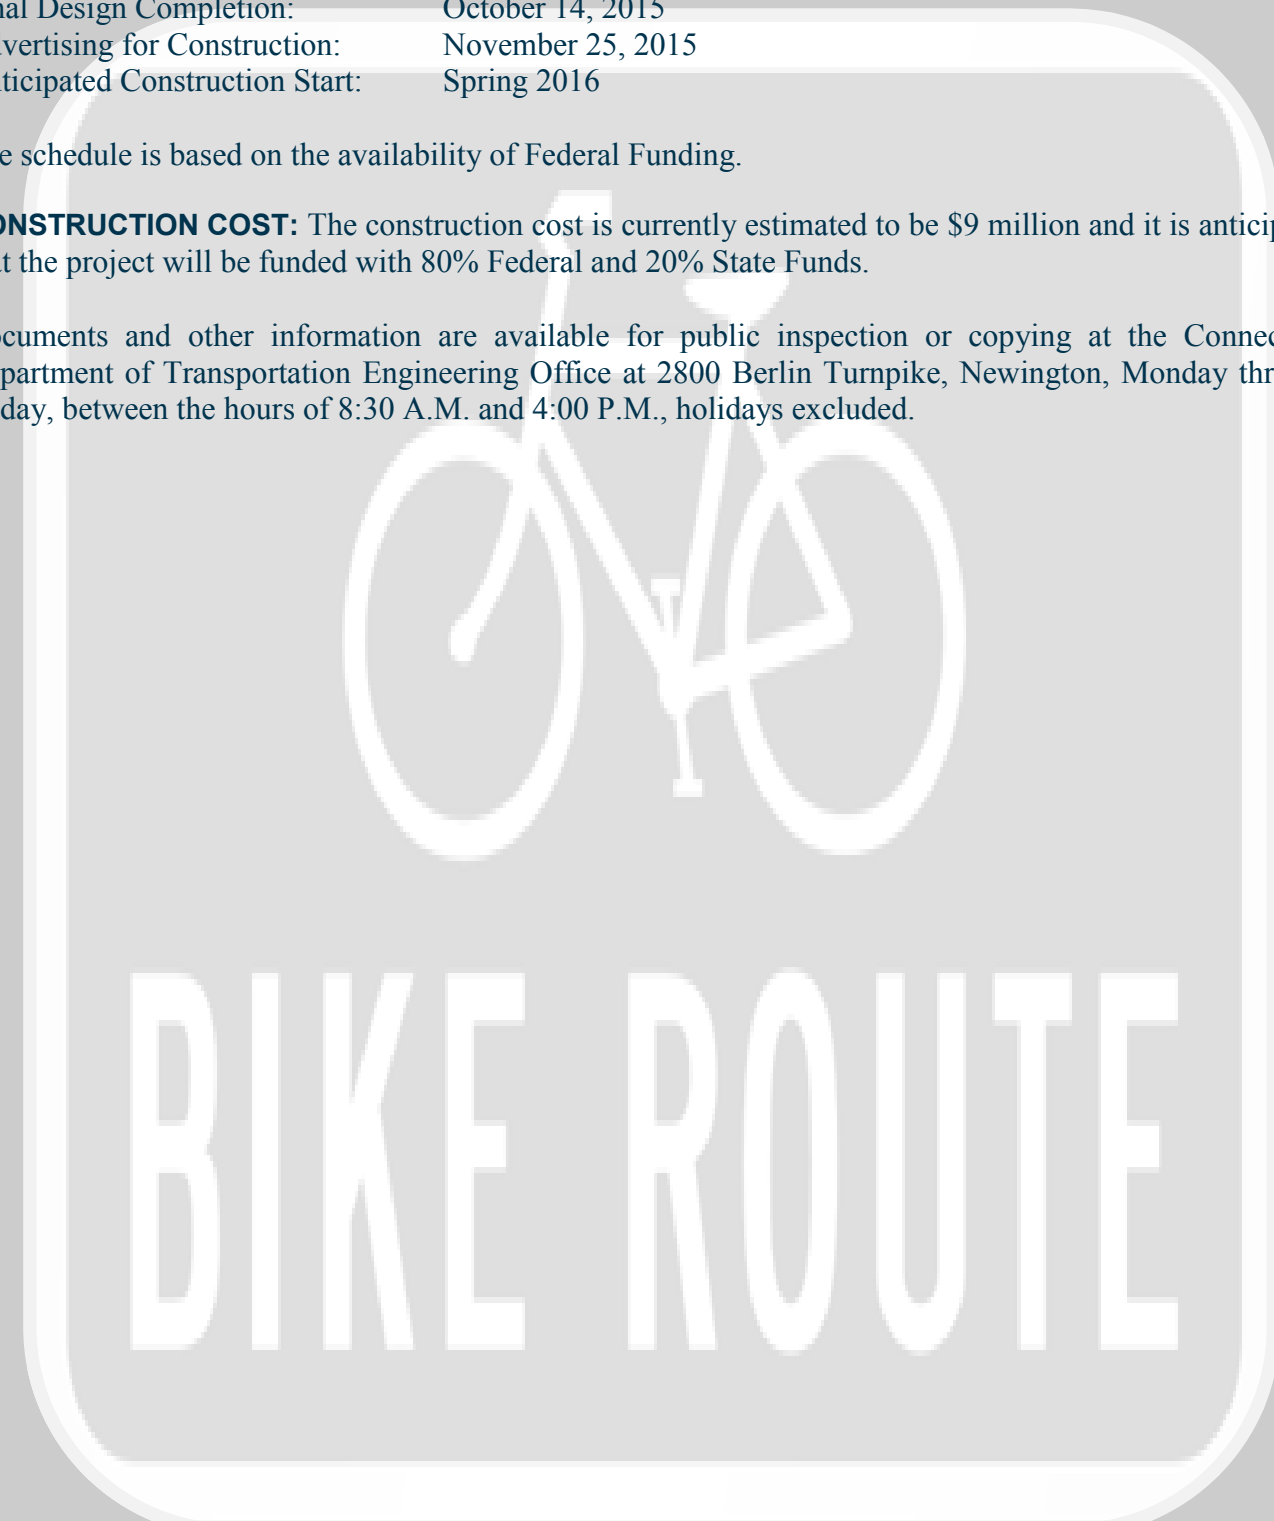 nal Design Completion: October 14, 2015
vertising for Construction: November 25, 2015
ticipated Construction Start: Spring 2016
e schedule is based on the availability of Federal Funding.
ONSTRUCTION COST: The construction cost is currently estimated to be $9 million and it is anticip
t the project will be funded with 80% Federal and 20% State Funds.
cuments and other information are available for public inspection or copying at the Connec
partment of Transportation Engineering Office at 2800 Berlin Turnpike, Newington, Monday thr
day, between the hours of 8:30 A.M. and 4:00 P.M., holidays excluded.
BIKE ROUTE